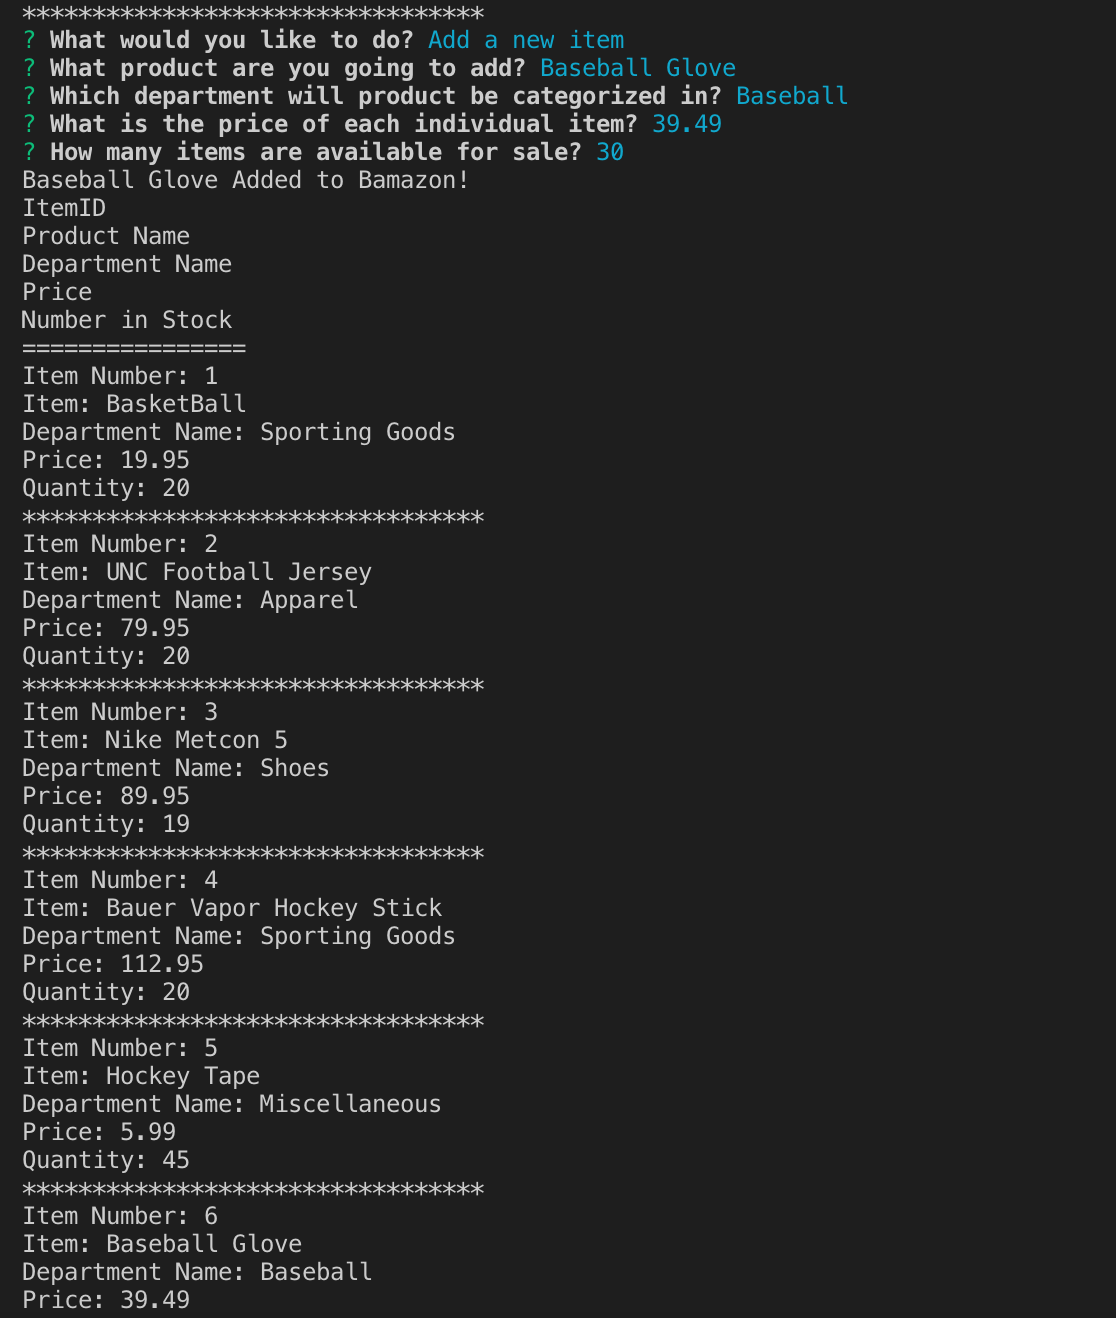 *********************************
? What would you like to do? Add a new item
? What product are you going to add? Baseball Glove
? Which department will product be categorized in? Baseball
? What is the price of each individual item? 39.49
? How many items are available for sale? 30
Baseball Glove Added to Bamazon!
ItemID
Product Name
Department Name
Price
Number in Stock
================
Item Number: 1
Item: BasketBall
Department Name: Sporting Goods
Price: 19.95
Quantity: 20
*********************************
Item Number: 2
Item: UNC Football Jersey
Department Name: Apparel
Price: 79.95
Quantity: 20
*********************************
Item Number: 3
Item: Nike Metcon 5
Department Name: Shoes
Price: 89.95
Quantity: 19
*********************************
Item Number: 4
Item: Bauer Vapor Hockey Stick
Department Name: Sporting Goods
Price: 112.95
Quantity: 20
*********************************
Item Number: 5
Item: Hockey Tape
Department Name: Miscellaneous
Price: 5.99
Quantity: 45
*********************************
Item Number: 6
Item: Baseball Glove
Department Name: Baseball
Price: 39.49